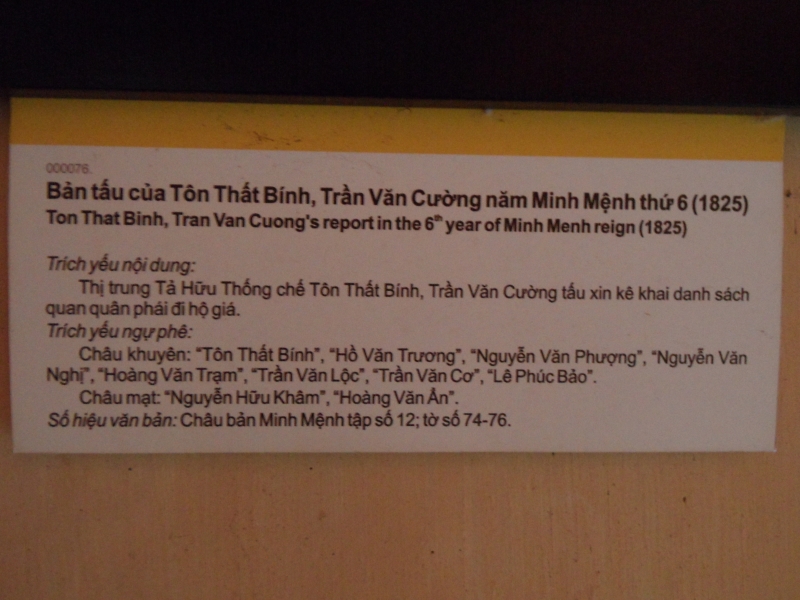 000076.
Bản tấu của Tôn Thất Bính, Trần Văn Cường năm Minh Mệnh thứ 6 (1825)
Ton That Binh, Tran Van Cuong's report in the 6th year of Minh Menh reign (1825)
Trích yếu nội dung:
Thị trung Tả Hữu Thống chế Tôn Thất Bính, Trần Văn Cường tấu xin kê khai danh sách
quan quân phải đi hộ giá.
Trích yếu ngự phê:
Châu khuyên: “Tôn Thất Bính”, “Hồ Văn Trương”, “Nguyễn Văn Phượng”, “Nguyễn Văn
Nghị”, “Hoàng Văn Trạm”, “Trần Văn Lộc”, “Trần Văn Cơ”, “Lê Phúc Bảo”.
Châu mạt: “Nguyễn Hữu Khâm”, “Hoàng Văn Ẩn”.
Số hiệu văn bản: Châu bản Minh Mệnh tập số 12; tờ số 74-76.